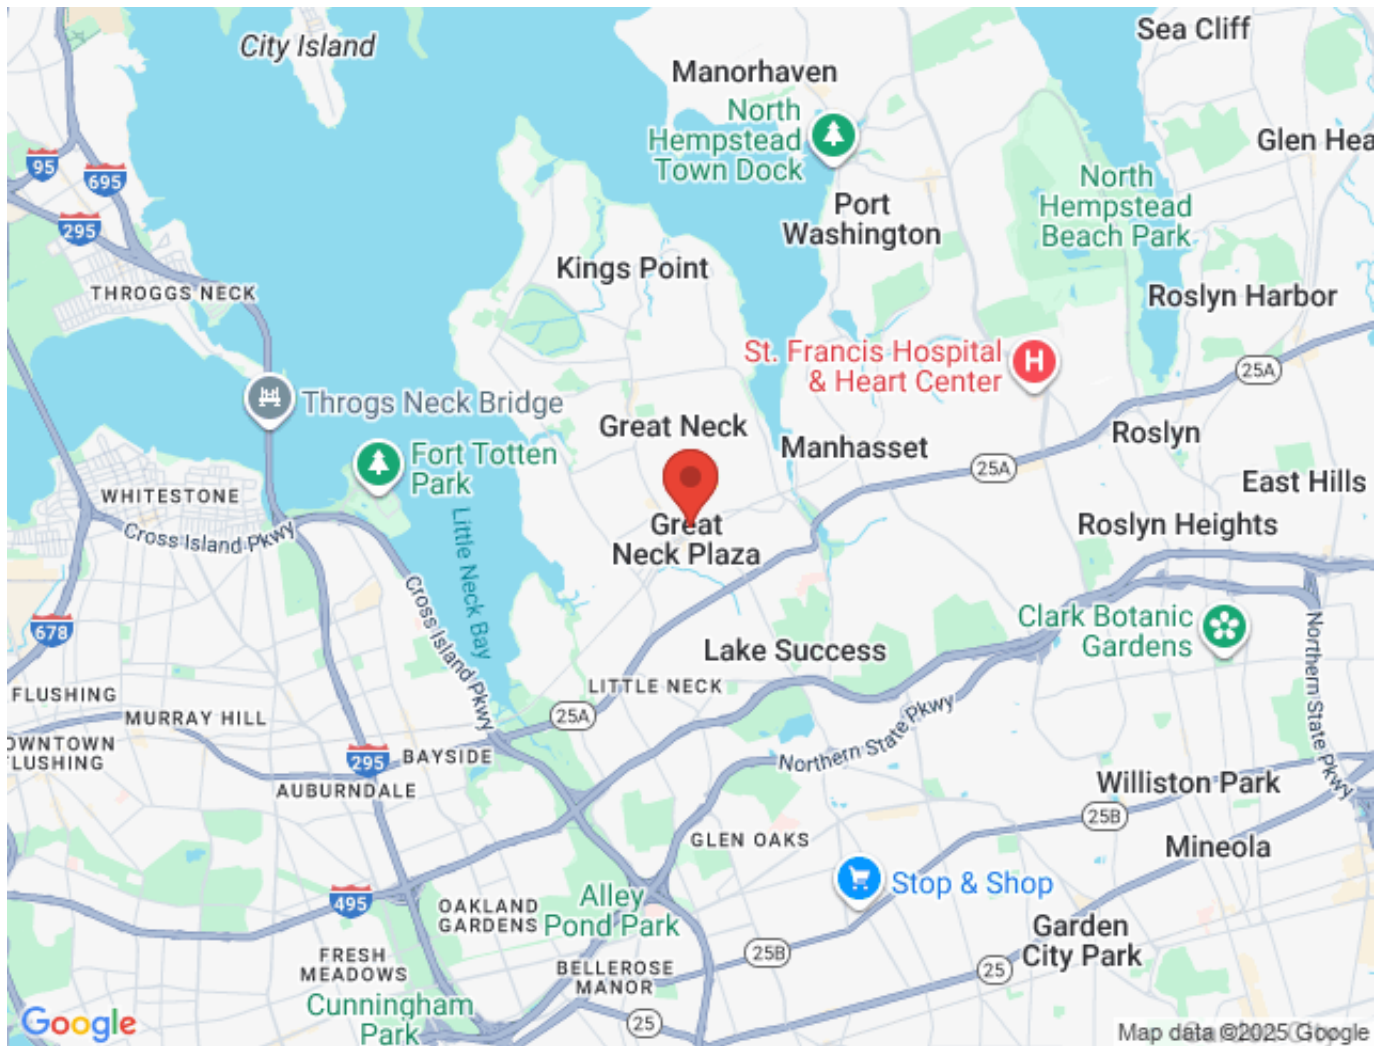 City Island
Sea Cliff
Manorhaven
North
Hempstead
Town Dock
Glen Hea
95
695
295
North
Hempstead
Beach Park
Port
Washington
Kings Point
THROGGS NECK
Roslyn Harbor
St. Francis Hospital
& Heart Center
H
25A
Throgs Neck Bridge
Great Neck
Manhasset
Roslyn
25A
Fort Totten
Park
WHITESTONE
East Hills
Cross Island Pkwy
Little Neck Bay
Great
Neck Plaza
Roslyn Heights
Cross Island Pkwy
678
Clark Botanic
Gardens
Northern State Pkwy
Lake Success
LITTLE NECK
FLUSHING
MURRAY HILL
25A
Northern State Pkwy
OWNTOWN
FLUSHING
BAYSIDE
295
AUBURNDALE
Williston Park
25B
GLEN OAKS
Mineola
Stop & Shop
495
OAKLAND
GARDENS
Alley
Pond Park
Garden
City Park
25B
FRESH
MEADOWS
BELLEROSE
MANOR
25
Cunningham
Park
25
Google
Map data ©2025 Google